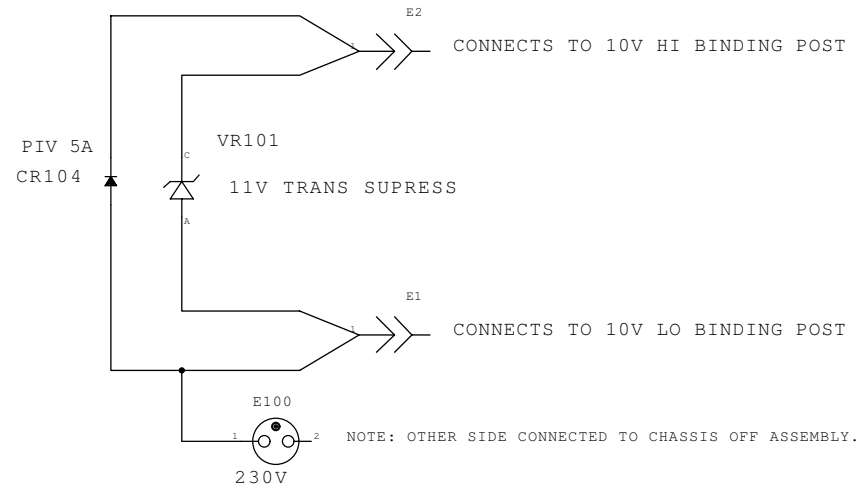 E2
1
CONNECTS TO 10V HI BINDING POST
PIV 5A
CR104
C
VR101
11V TRANS SUPRESS
A
E1
1
CONNECTS TO 10V LO BINDING POST
E100
1
2
NOTE: OTHER SIDE CONNECTED TO CHASSIS OFF ASSEMBLY.
230V